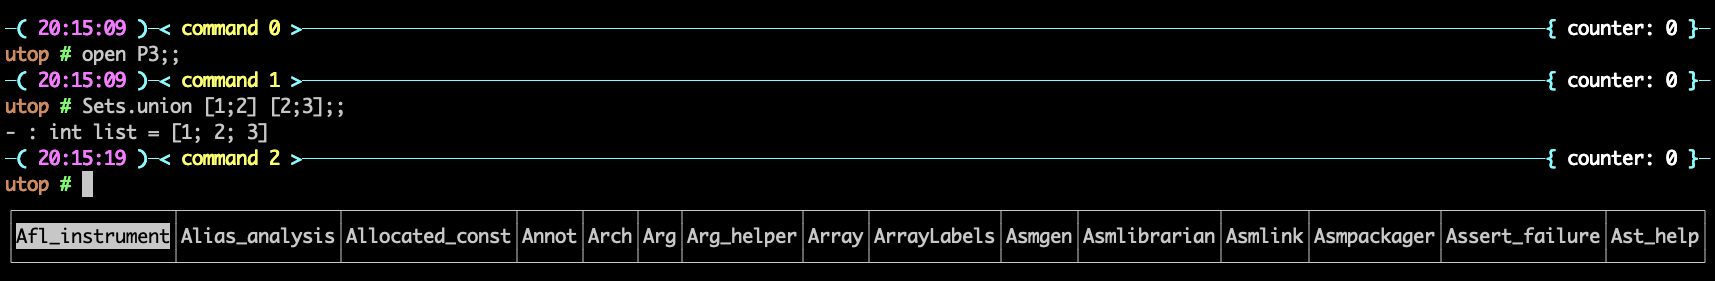 ─( 20:15:09 )─< command 0 >──────────────────────────────{ counter: 0 }─
utop # open P3;;
─( 20:15:09 )─< command 1 >──────────────────────────────{ counter: 0 }─
utop # Sets.union [1;2] [2;3];;
- : int list = [1; 2; 3]
─( 20:15:19 )─< command 2 >──────────────────────────────{ counter: 0 }─
utop #
Afl_instrument│Alias_analysis│Allocated_const│Annot│Arch│Arg│Arg_helper│Array│ArrayLabels│Asmgen│Asmlibrarian│Asmlink│Asmpackager│Assert_failure│Ast_help